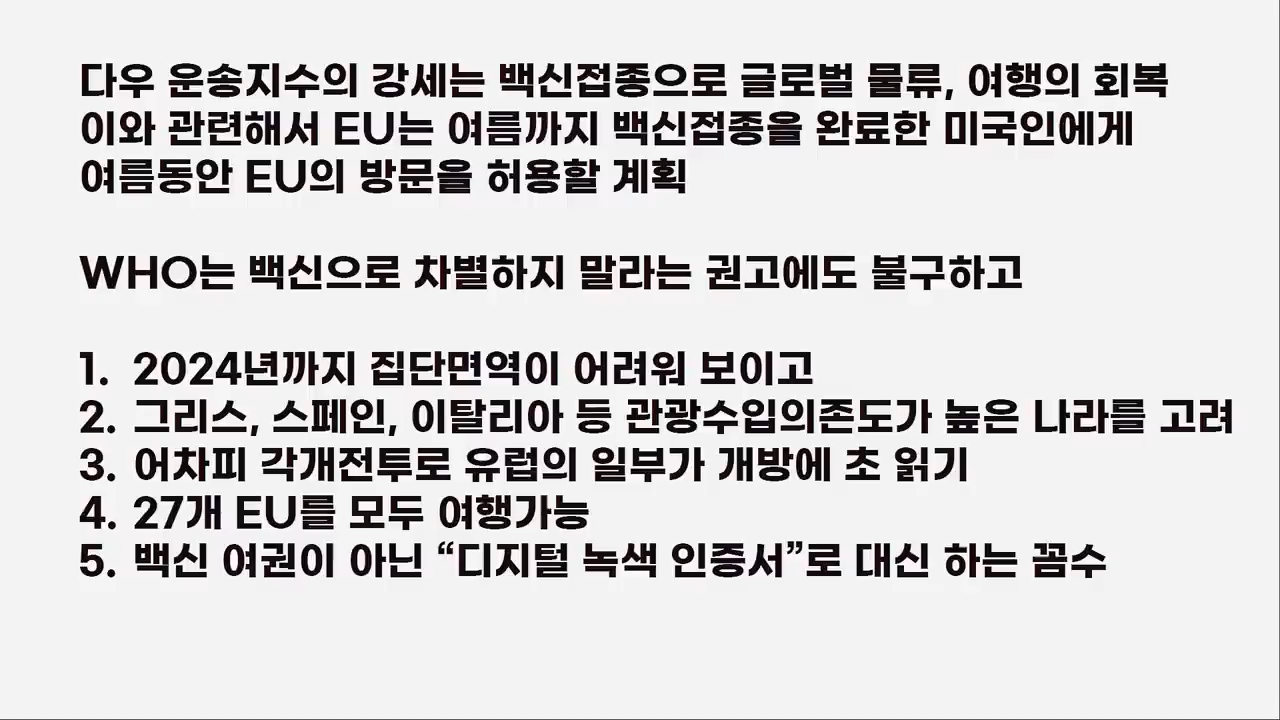 다우 운송지수의 강세는 백신접종으로 글로벌 물류, 여행의 회복
이와 관련해서 EU는 여름까지 백신접종을 완료한 미국인에게
여름동안 EU의 방문을 허용할 계획
WHO는 백신으로 차별하지 말라는 권고에도 불구하고
1. 2024년까지 집단면역이 어려워 보이고
2. 그리스, 스페인, 이탈리아 등 관광수입의존도가 높은 나라를 고려
3. 어차피 각개전투로 유럽의 일부가 개방에 초 읽기
4. 27개 EU를 모두 여행가능
5. 백신 여권이 아닌 “디지털 녹색 인증서”로 대신 하는 꼼수